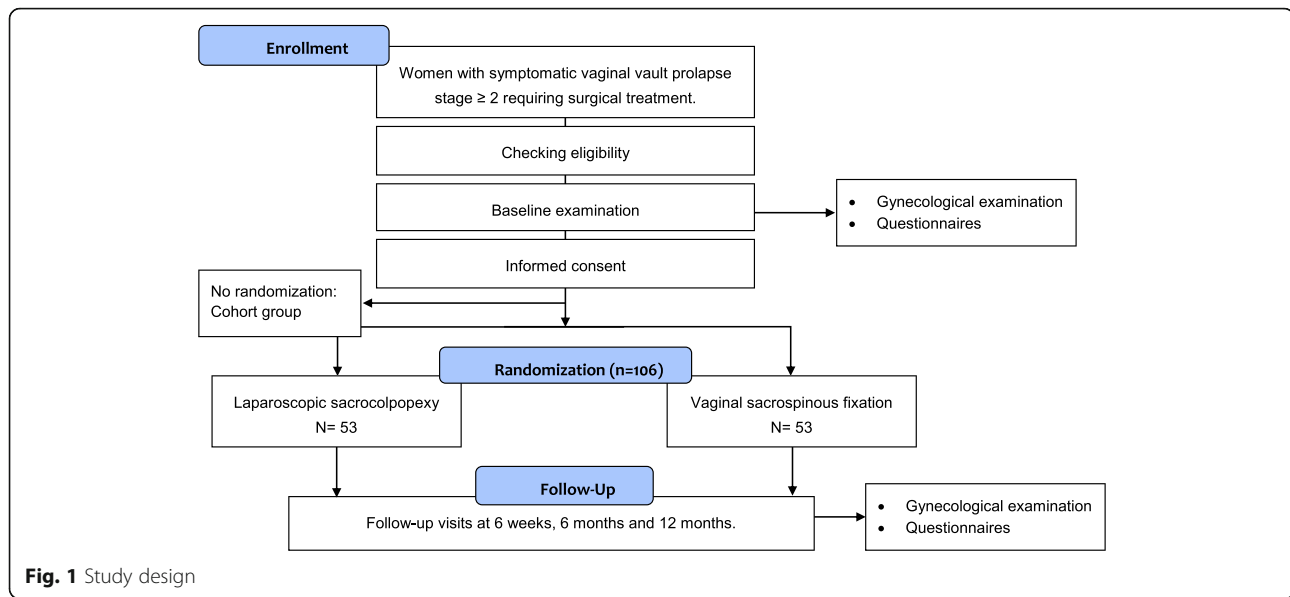 Enrollment
Women with symptomatic vaginal vault prolapse
stage ≥ 2 requiring surgical treatment.
Checking eligibility
Baseline examination
• Gynecological examination
• Questionnaires
Informed consent
No randomization:
Cohort group
Randomization (n=106)
Laparoscopic sacrocolpopexy
N= 53
Vaginal sacrospinous fixation
N= 53
Follow-Up
Follow-up visits at 6 weeks, 6 months and 12 months.
• Gynecological examination
• Questionnaires
Fig. 1 Study design